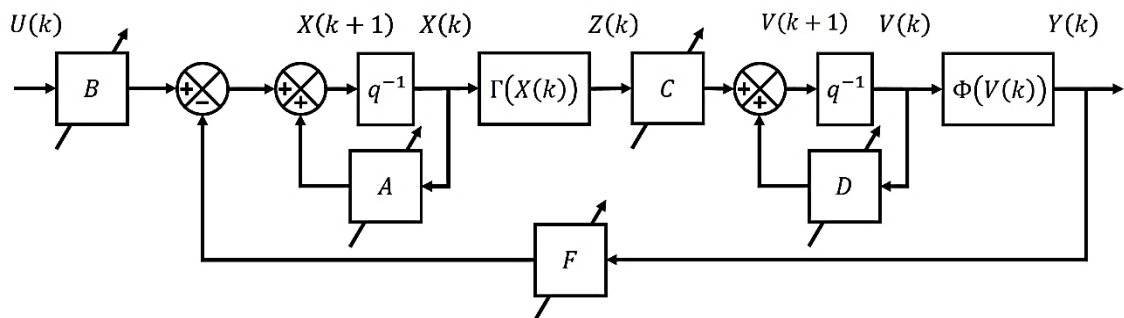 U(k)
X(k + 1)
X(k)
Z(k)
V(k + 1)
V(k)
Y(k)
B
+
−
+
+
q⁻¹
Γ(X(k))
C
+
+
q⁻¹
Φ(V(k))
A
D
F